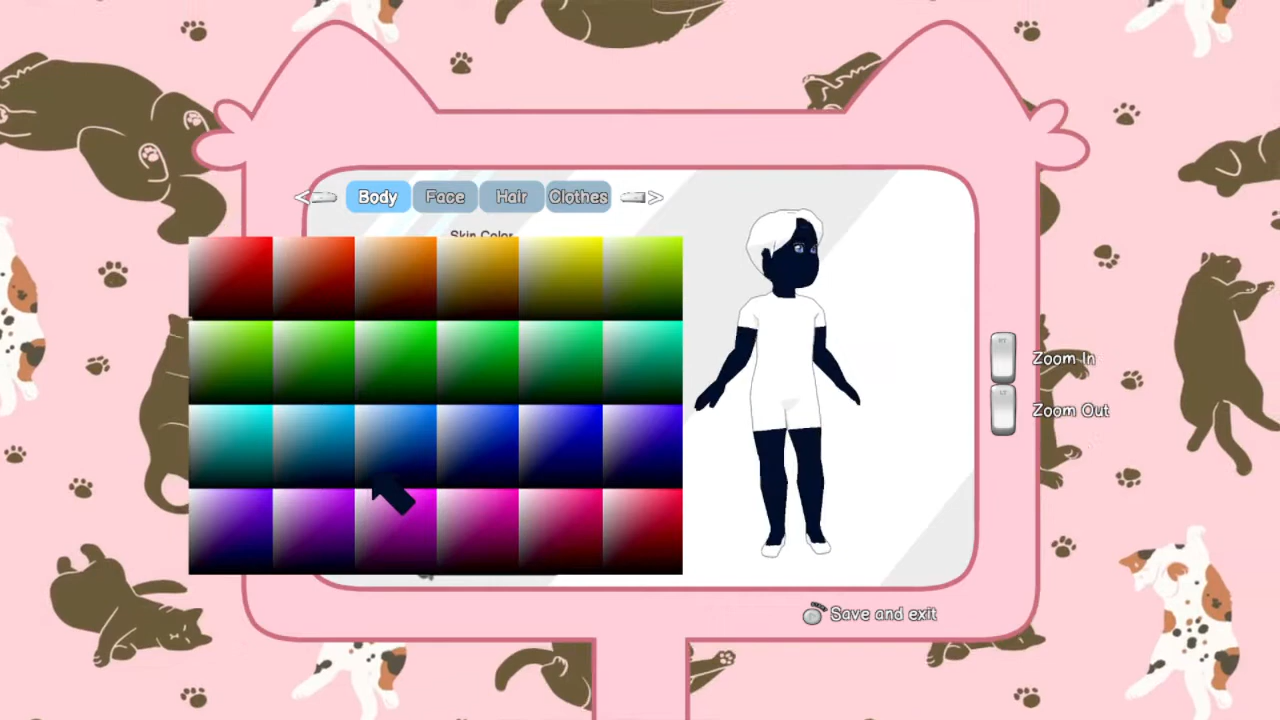 Body Face Hair Clothes
Skin Color
Zoom In
Zoom Out
Save and exit